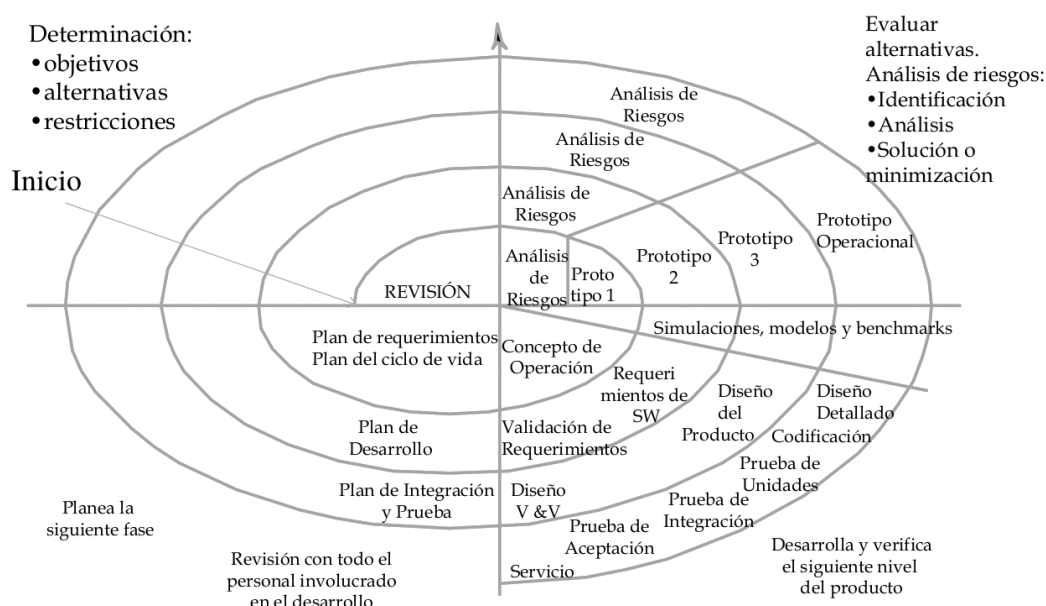 Determinación:
•objetivos
•alternativas
•restricciones
Evaluar
alternativas.
Análisis de riesgos:
•Identificación
•Análisis
•Solución o
minimización
Inicio
Análisis de
Riesgos
Análisis de
Riesgos
Análisis de
Riesgos
Análisis
de
Riesgos
Proto
tipo 1
Prototipo
2
Prototipo
3
Prototipo
Operacional
REVISIÓN
Simulaciones, modelos y benchmarks
Plan de requerimientos
Plan del ciclo de vida
Concepto de
Operación
Requeri
mientos de
SW
Diseño
del
Producto
Diseño
Detallado
Codificación
Plan de
Desarrollo
Validación de
Requerimientos
Prueba de
Unidades
Plan de Integración
y Prueba
Diseño
V &V
Prueba de
Integración
Prueba de
Aceptación
Servicio
Planea la
siguiente fase
Revisión con todo el
personal involucrado
en el desarrollo
Desarrolla y verifica
el siguiente nivel
del producto